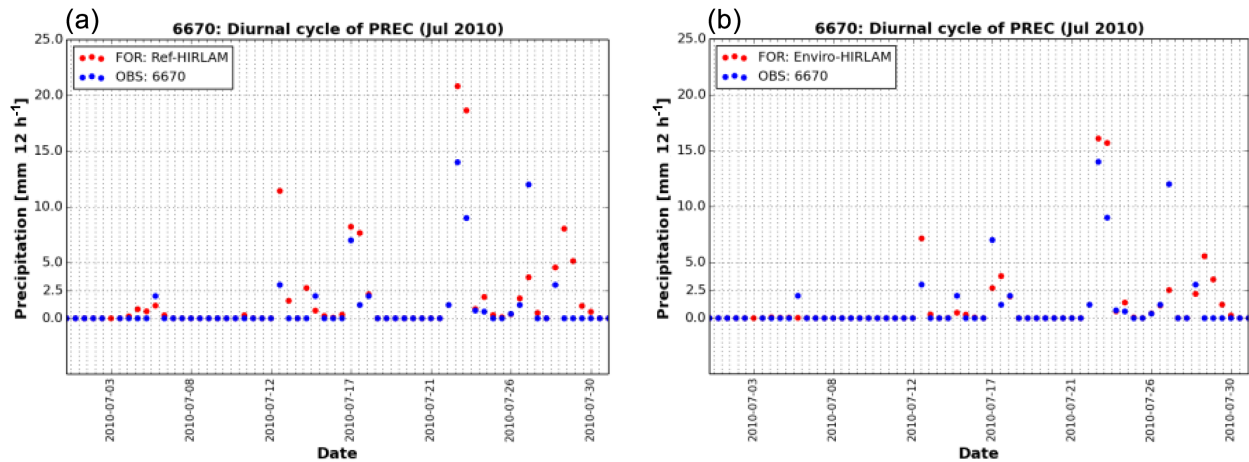 (a)
6670: Diurnal cycle of PREC (Jul 2010)
FOR: Ref-HIRLAM
OBS: 6670
Precipitation [mm 12 h⁻¹]
25.0
20.0
15.0
10.0
5.0
2.5
0.0
2010-07-03
2010-07-08
2010-07-12
2010-07-17
2010-07-21
2010-07-26
2010-07-30
Date
(b)
6670: Diurnal cycle of PREC (Jul 2010)
FOR: Enviro-HIRLAM
OBS: 6670
Precipitation [mm 12 h⁻¹]
25.0
20.0
15.0
10.0
5.0
2.5
0.0
2010-07-03
2010-07-08
2010-07-12
2010-07-17
2010-07-21
2010-07-26
2010-07-30
Date